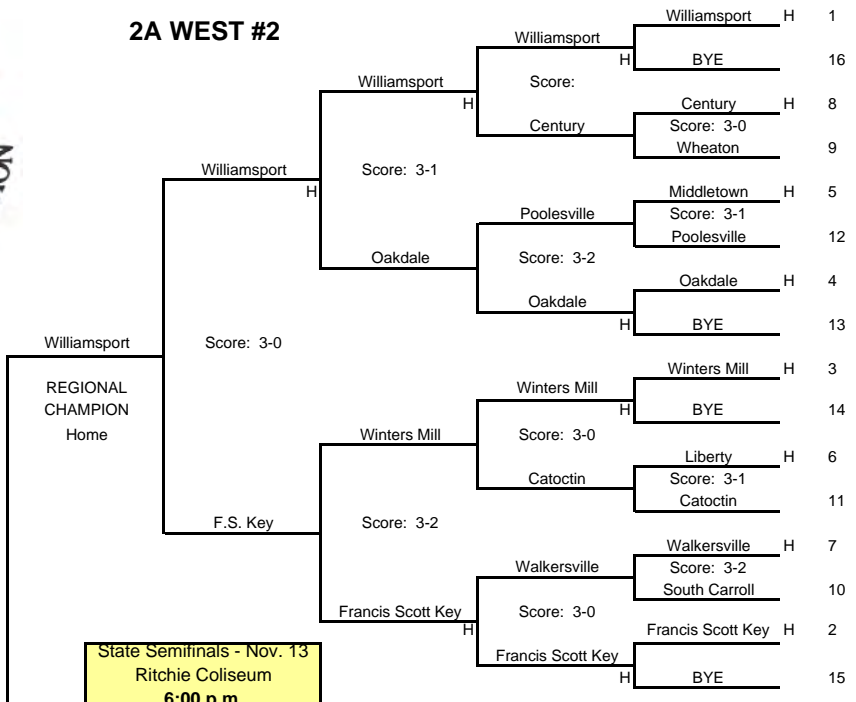 2A WEST #2
Williamsport H 1
Williamsport
H BYE 16
Williamsport Score:
H Century H 8
Century Score: 3-0
Wheaton 9
Williamsport Score: 3-1
H Middletown H 5
Poolesville Score: 3-1
Poolesville 12
Oakdale Score: 3-2
Oakdale H 4
Oakdale
H BYE 13
Williamsport Score: 3-0
Winters Mill H 3
REGIONAL
CHAMPION
Home
Winters Mill
H BYE 14
Winters Mill Score: 3-0
Liberty H 6
Catoctin Score: 3-1
Catoctin 11
F.S. Key Score: 3-2
Walkersville H 7
Walkersville Score: 3-2
South Carroll 10
Francis Scott Key Score: 3-0
H Francis Scott Key H 2
Francis Scott Key
H BYE 15
State Semifinals - Nov. 13
Ritchie Coliseum
6:00 p.m.